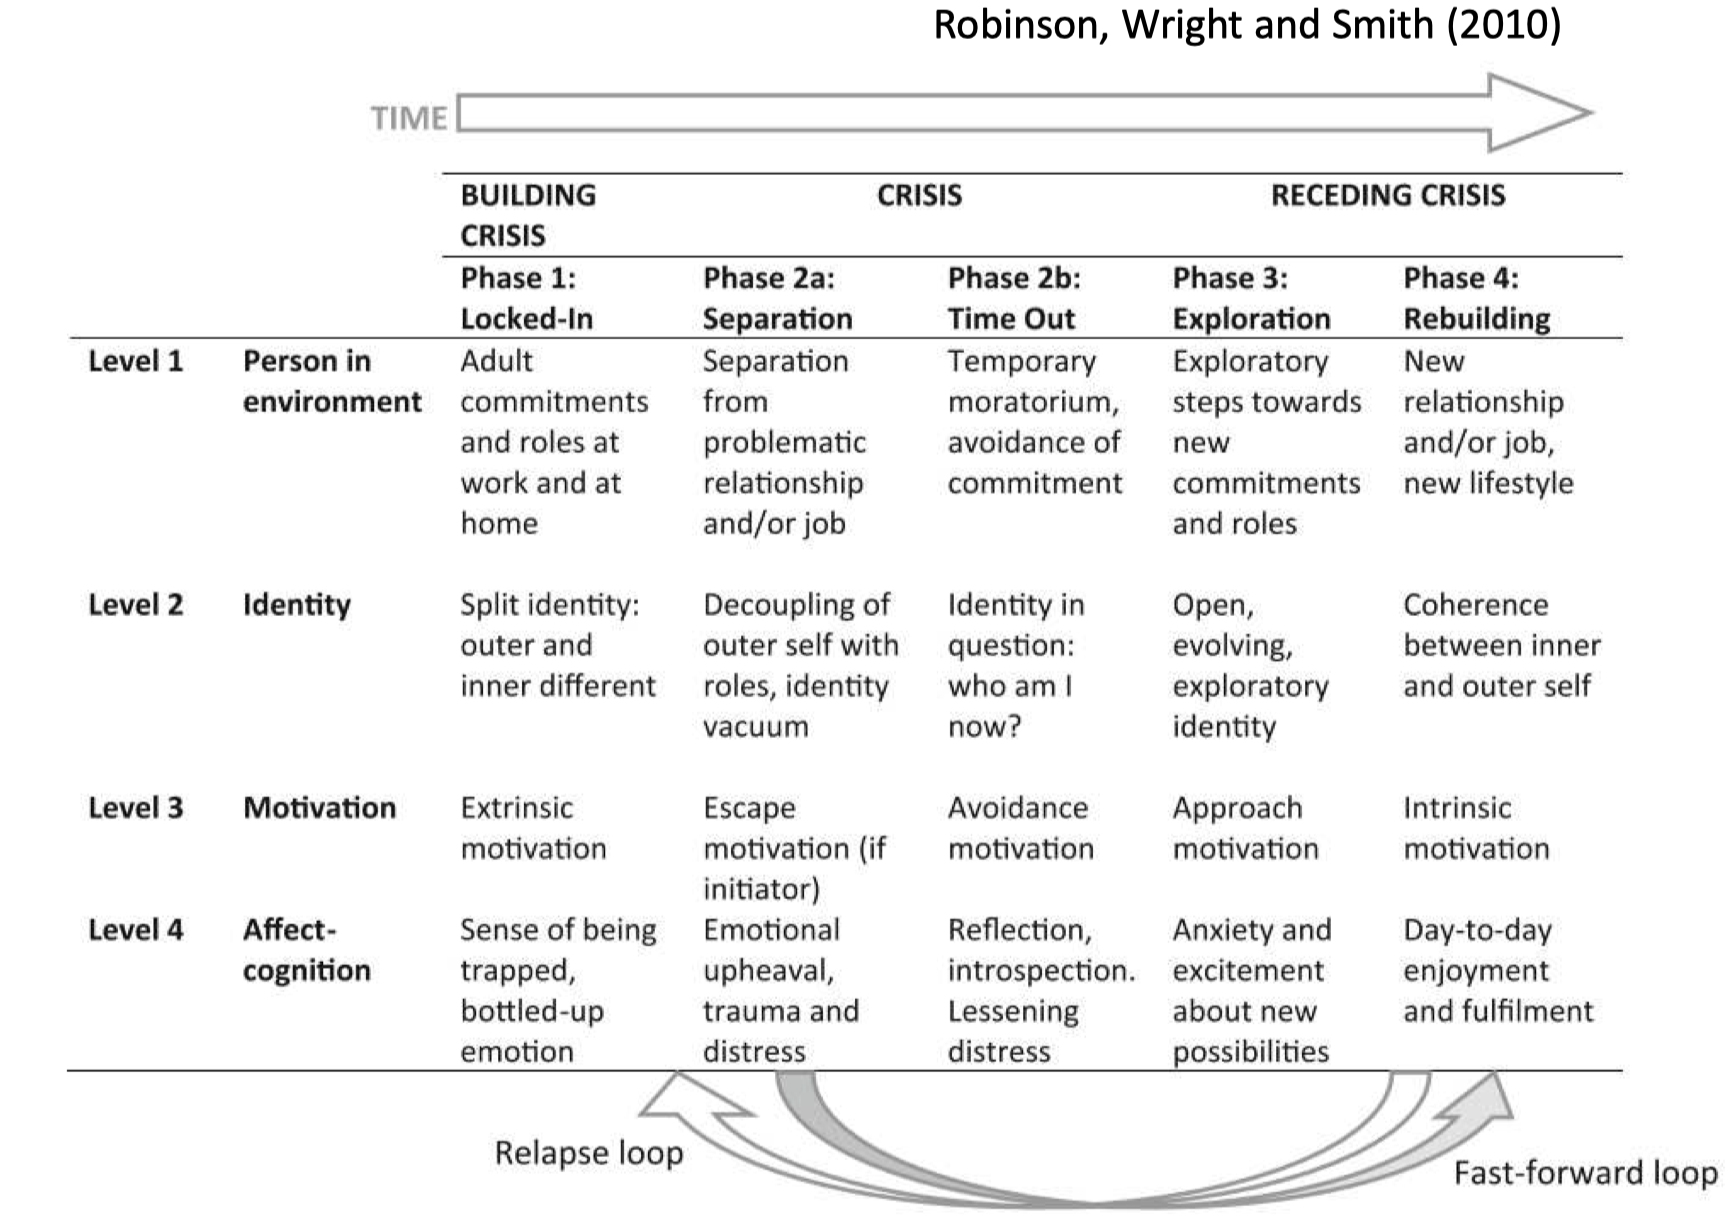 Robinson, Wright and Smith (2010)
TIME
BUILDING
CRISIS
CRISIS
RECEDING CRISIS
Phase 1:
Locked-In
Phase 2a:
Separation
Phase 2b:
Time Out
Phase 3:
Exploration
Phase 4:
Rebuilding
Level 1
Person in
environment
Adult
commitments
and roles at
work and at
home
Separation
from
problematic
relationship
and/or job
Temporary
moratorium,
avoidance of
commitment
Exploratory
steps towards
new
commitments
and roles
New
relationship
and/or job,
new lifestyle
Level 2
Identity
Split identity:
outer and
inner different
Decoupling of
outer self with
roles, identity
vacuum
Identity in
question:
who am I
now?
Open,
evolving,
exploratory
identity
Coherence
between inner
and outer self
Level 3
Motivation
Extrinsic
motivation
Escape
motivation (if
initiator)
Avoidance
motivation
Approach
motivation
Intrinsic
motivation
Level 4
Affect-
cognition
Sense of being
trapped,
bottled-up
emotion
Emotional
upheaval,
trauma and
distress
Reflection,
introspection.
Lessening
distress
Anxiety and
excitement
about new
possibilities
Day-to-day
enjoyment
and fulfilment
Relapse loop
Fast-forward loop